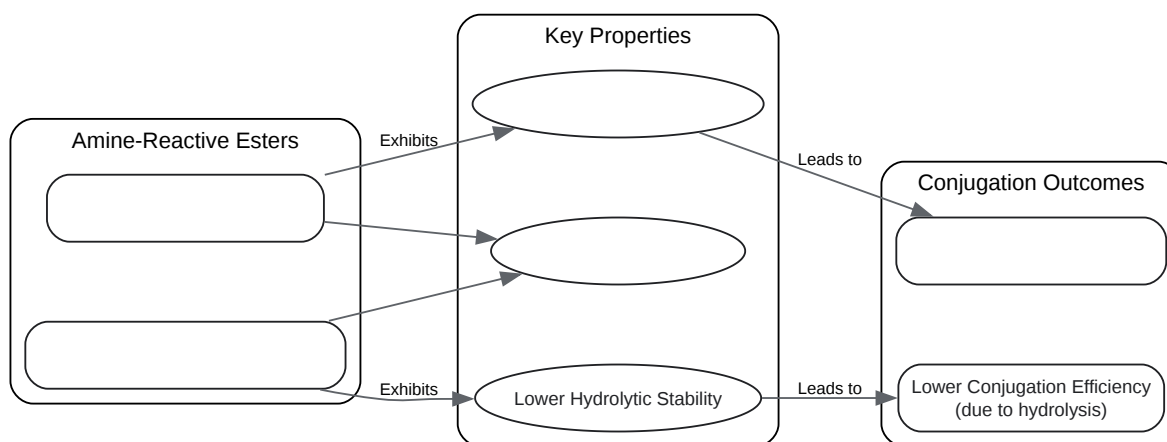 Key Properties
Amine-Reactive Esters
Exhibits
Leads to
Conjugation Outcomes
Exhibits
Lower Hydrolytic Stability
Leads to
Lower Conjugation Efficiency
(due to hydrolysis)